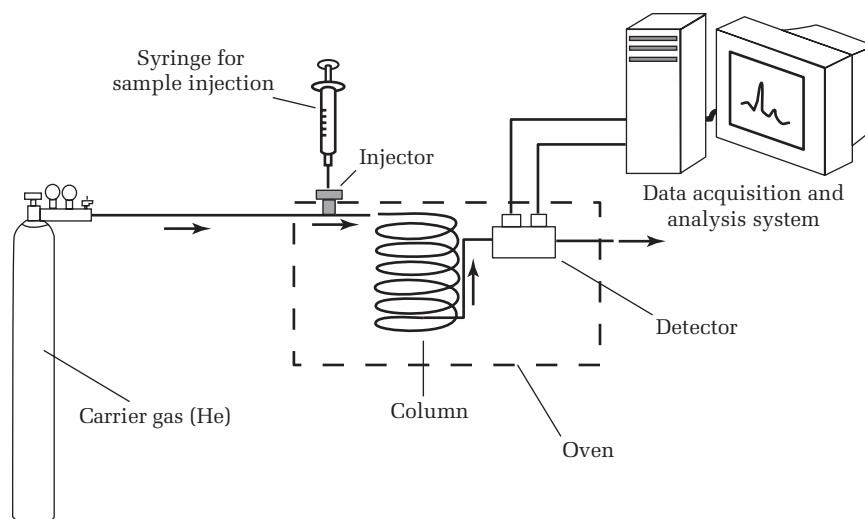 Syringe for
sample injection
Injector
Data acquisition and
analysis system
Detector
Column
Carrier gas (He)
Oven